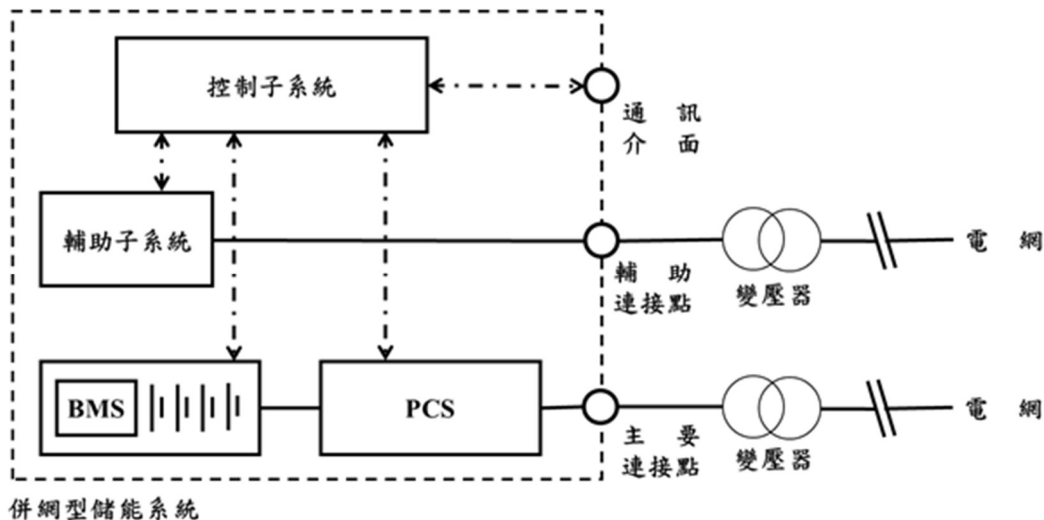 控制子系統
通訊
介面
輔助子系統
輔助
連接點
變壓器
電網
BMS
PCS
主要
連接點
變壓器
電網
併網型儲能系統